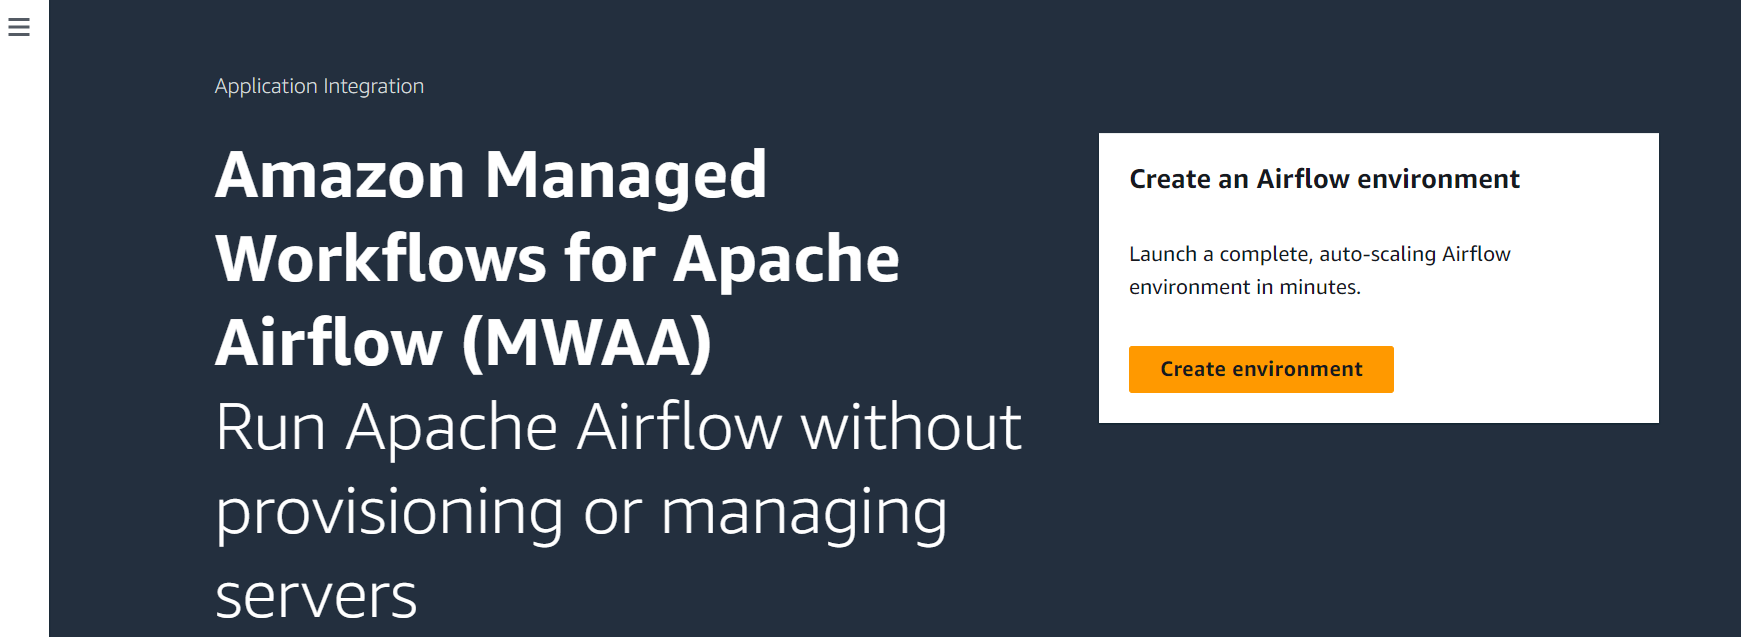 Application Integration
Amazon Managed
Workflows for Apache
Airflow (MWAA)
Run Apache Airflow without
provisioning or managing
servers
Create an Airflow environment
Launch a complete, auto-scaling Airflow
environment in minutes.
Create environment